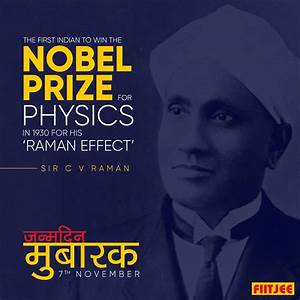 THE FIRST INDIAN TO WIN THE
NOBEL
PRIZE FOR
PHYSICS
IN 1930 FOR HIS
'RAMAN EFFECT'
SIR C V RAMAN
जन्मदिन
मुबारक
7TH NOVEMBER
FIITJEE